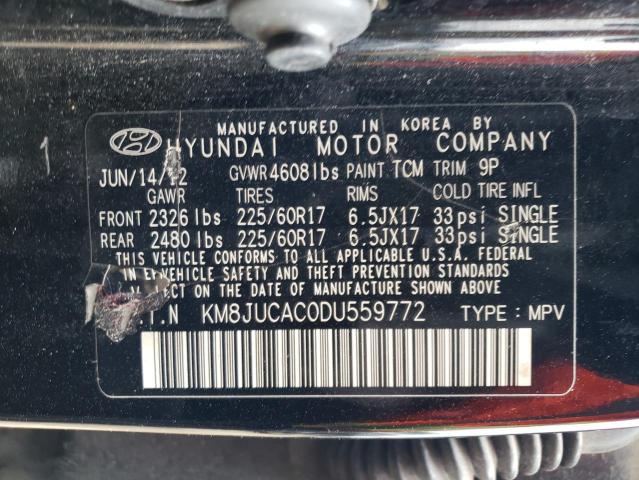 MANUFACTURED IN KOREA BY
HYUNDAI MOTOR COMPANY
JUN/14/12 GVWR 4608lbs PAINT TCM TRIM 9P
GAWR TIRES RIMS COLD TIRE INFL
FRONT 2326 lbs 225/60R17 6.5JX17 33psi SINGLE
REAR 2480 lbs 225/60R17 6.5JX17 33psi SINGLE
THIS VEHICLE CONFORMS TO ALL APPLICABLE U.S.A. FEDERAL
VEHICLE SAFETY AND THEFT PREVENTION STANDARDS
EFFECT ON THE DATE OF MANUFACTURE SHOWN ABOVE
I.N KM8JUCAC0DU559772 TYPE: MPV
1